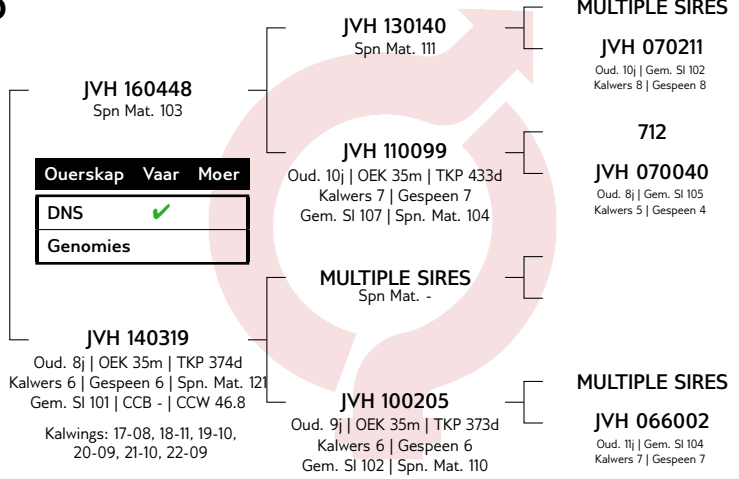 MULTIPLE SIRES
JVH 130140
Spn Mat. 111
JVH 070211
Oud. 10j | Gem. SI 102
Kalwers 8 | Gespeen 8
JVH 160448
Spn Mat. 103
712
JVH 110099
Oud. 10j | OEK 35m | TKP 433d
Kalwers 7 | Gespeen 7
Gem. SI 107 | Spn. Mat. 104
JVH 070040
Oud. 8j | Gem. SI 105
Kalwers 5 | Gespeen 4
Ouerskap Vaar Moer
DNS ✔
Genomies
MULTIPLE SIRES
Spn Mat. -
JVH 140319
Oud. 8j | OEK 35m | TKP 374d
Kalwers 6 | Gespeen 6 | Spn. Mat. 121
Gem. SI 101 | CCB - | CCW 46.8
Kalwings: 17-08, 18-11, 19-10,
20-09, 21-10, 22-09
MULTIPLE SIRES
JVH 100205
Oud. 9j | OEK 35m | TKP 373d
Kalwers 6 | Gespeen 6
Gem. SI 102 | Spn. Mat. 110
JVH 066002
Oud. 11j | Gem. SI 104
Kalwers 7 | Gespeen 7